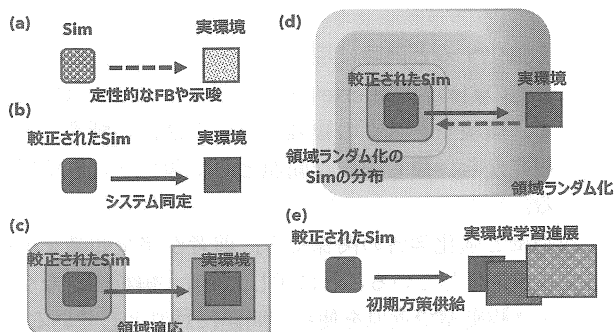 (a)
Sim
実環境
定性的なFBや示唆
(b)
較正されたSim
実環境
システム同定
(c)
較正されたSim
実環境
領域適応
(d)
較正されたSim
実環境
領域ランダム化の
Simの分布
領域ランダム化
(e)
較正されたSim
実環境学習進展
初期方策供給